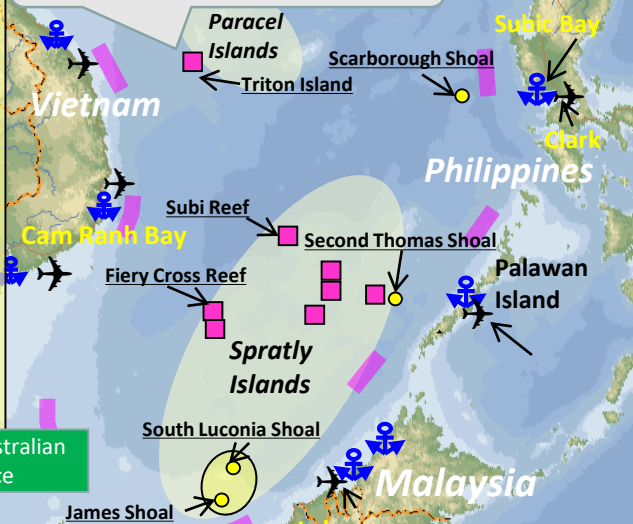 Paracel
Islands
Subic Bay
Scarborough Shoal
Triton Island
Vietnam
Clark
Philippines
Subi Reef
Second Thomas Shoal
Cam Ranh Bay
Palawan
Island
Fiery Cross Reef
Spratly
Islands
South Luconia Shoal
Malaysia
James Shoal